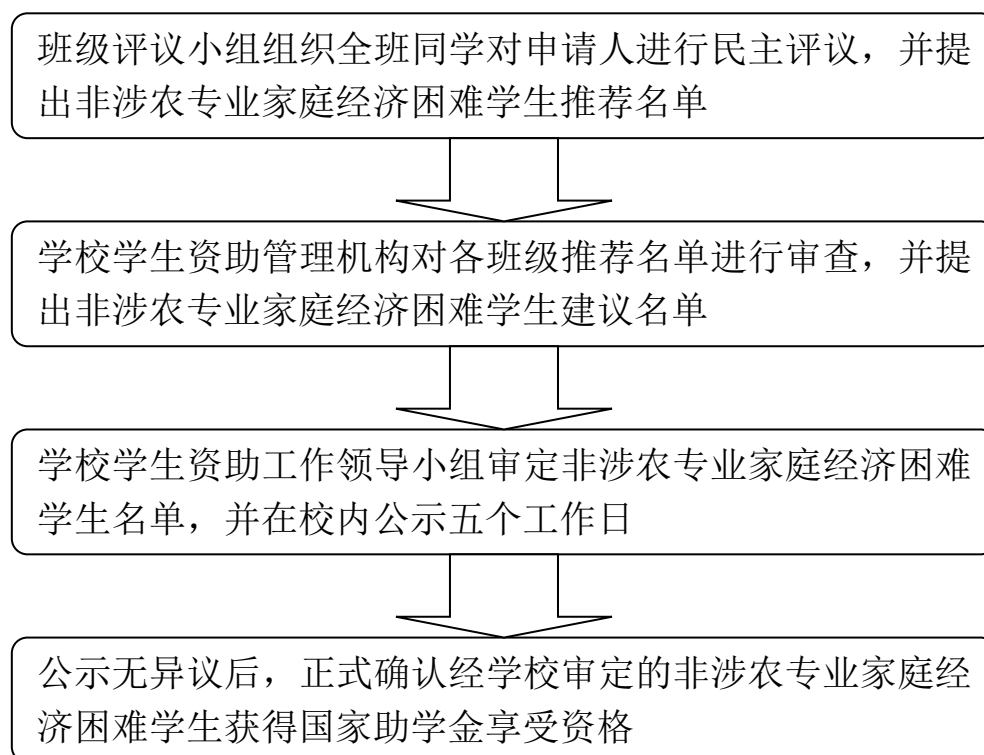 班级评议小组组织全班同学对申请人进行民主评议，并提
出非涉农专业家庭经济困难学生推荐名单
学校学生资助管理机构对各班级推荐名单进行审查，并提
出非涉农专业家庭经济困难学生建议名单
学校学生资助工作领导小组审定非涉农专业家庭经济困难
学生名单，并在校内公示五个工作日
公示无异议后，正式确认经学校审定的非涉农专业家庭经
济困难学生获得国家助学金享受资格